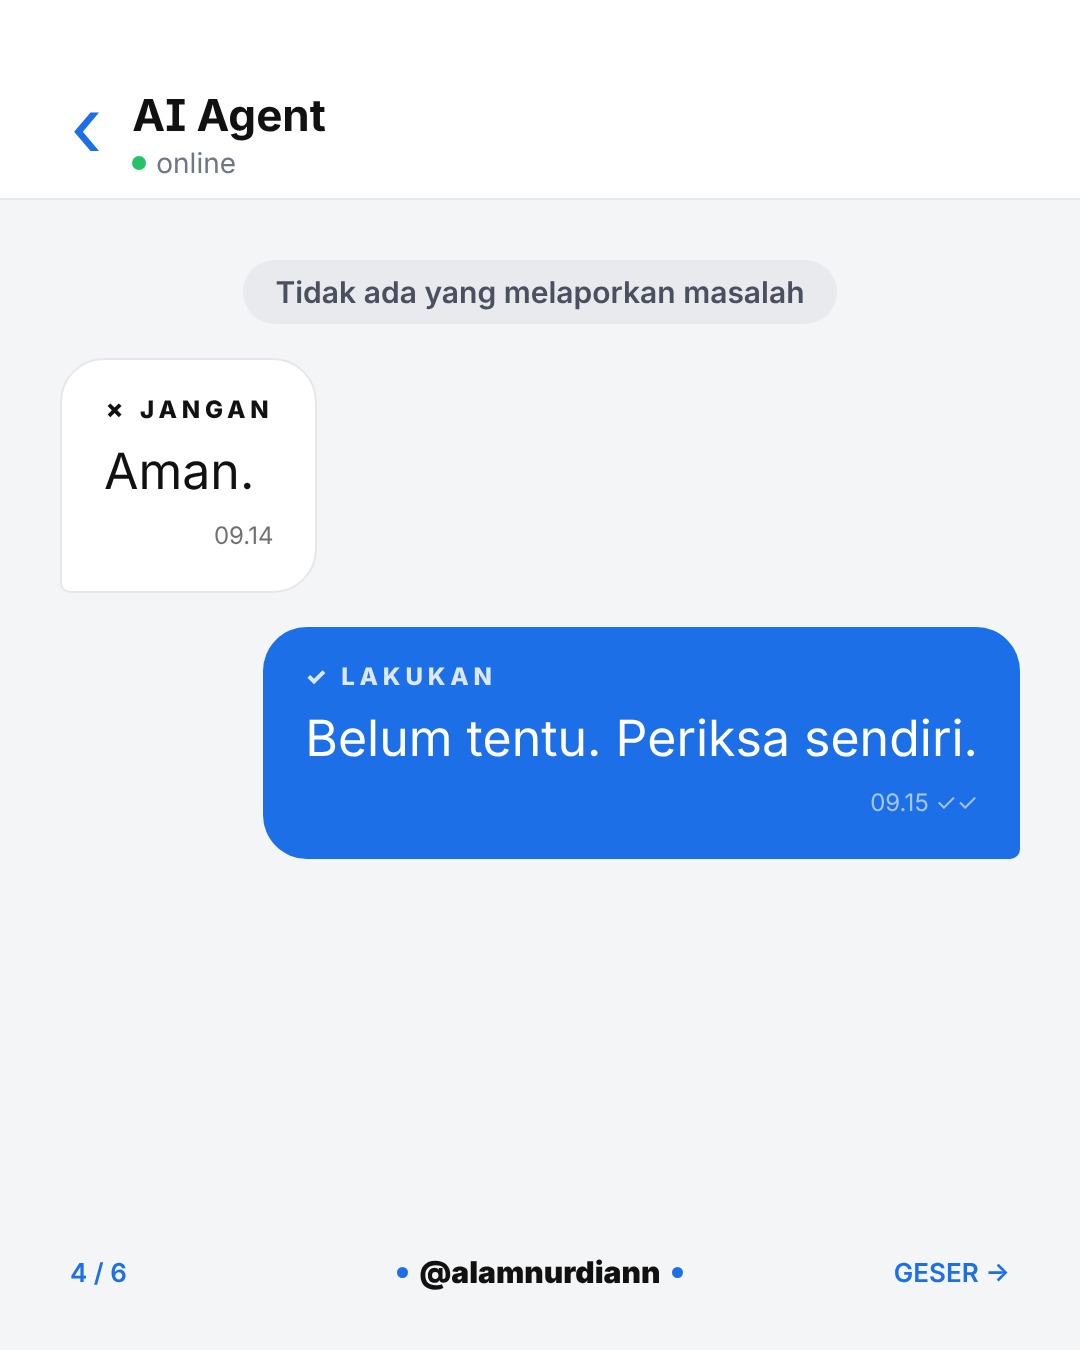 AI Agent
online
Tidak ada yang melaporkan masalah
× JANGAN
Aman.
09.14
✓ LAKUKAN
Belum tentu. Periksa sendiri.
09.15 ✓✓
4 / 6
• @alamnurdiann •
GESER →